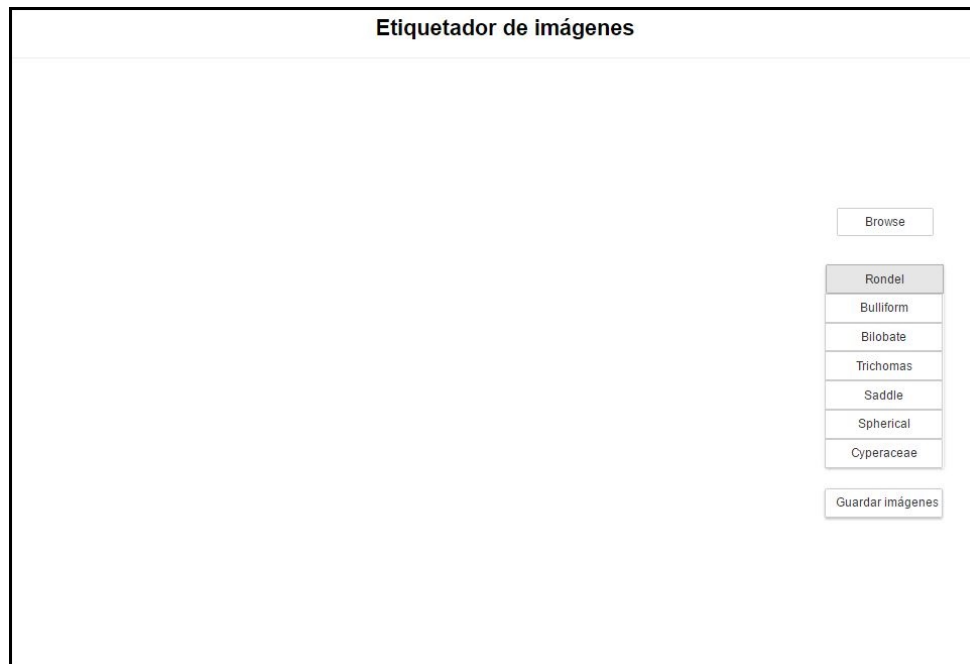 Etiquetador de imágenes
Browse
Rondel
Bulliform
Bilobate
Trichomas
Saddle
Spherical
Cyperaceae
Guardar imágenes